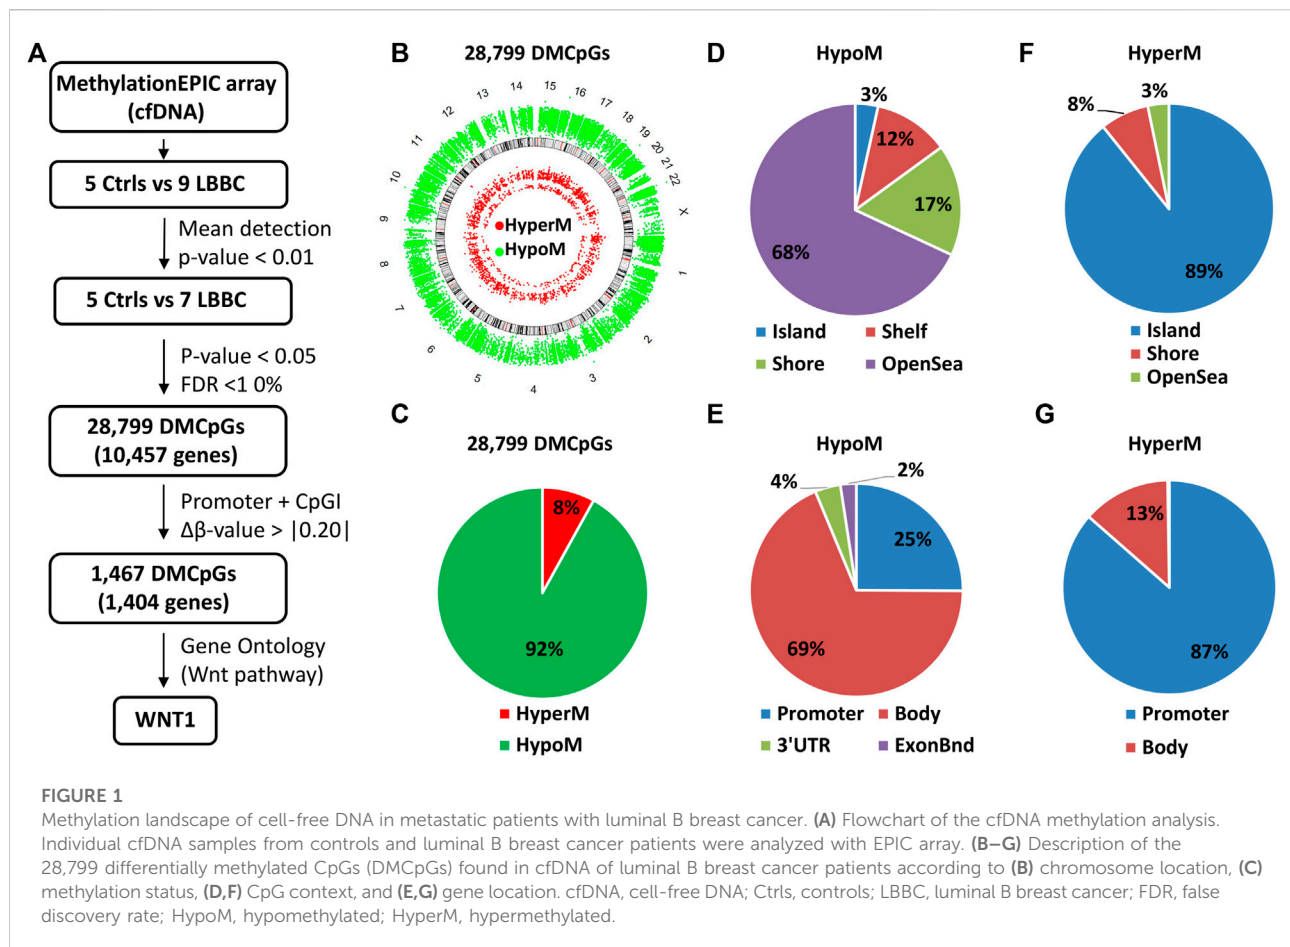 A
MethylationEPIC array
(cfDNA)
5 Ctrls vs 9 LBBC
Mean detection
p-value < 0.01
5 Ctrls vs 7 LBBC
P-value < 0.05
FDR <1 0%
28,799 DMCpGs
(10,457 genes)
Promoter + CpGI
Δβ-value > |0.20|
1,467 DMCpGs
(1,404 genes)
Gene Ontology
(Wnt pathway)
WNT1
B
28,799 DMCpGs
1
2
3
4
5
6
7
8
9
10
11
12
13
14
15
16
17
18
19
20
21
22
X
HyperM
HypoM
C
28,799 DMCpGs
8%
92%
HyperM
HypoM
D
HypoM
3%
12%
17%
68%
Island
Shelf
Shore
OpenSea
E
HypoM
4%
2%
25%
69%
Promoter
Body
3'UTR
ExonBnd
F
HyperM
3%
8%
89%
Island
Shore
OpenSea
G
HyperM
13%
87%
Promoter
Body
FIGURE 1
Methylation landscape of cell-free DNA in metastatic patients with luminal B breast cancer. (A) Flowchart of the cfDNA methylation analysis.
Individual cfDNA samples from controls and luminal B breast cancer patients were analyzed with EPIC array. (B–G) Description of the
28,799 differentially methylated CpGs (DMCpGs) found in cfDNA of luminal B breast cancer patients according to (B) chromosome location, (C)
methylation status, (D,F) CpG context, and (E,G) gene location. cfDNA, cell-free DNA; Ctrls, controls; LBBC, luminal B breast cancer; FDR, false
discovery rate; HypoM, hypomethylated; HyperM, hypermethylated.